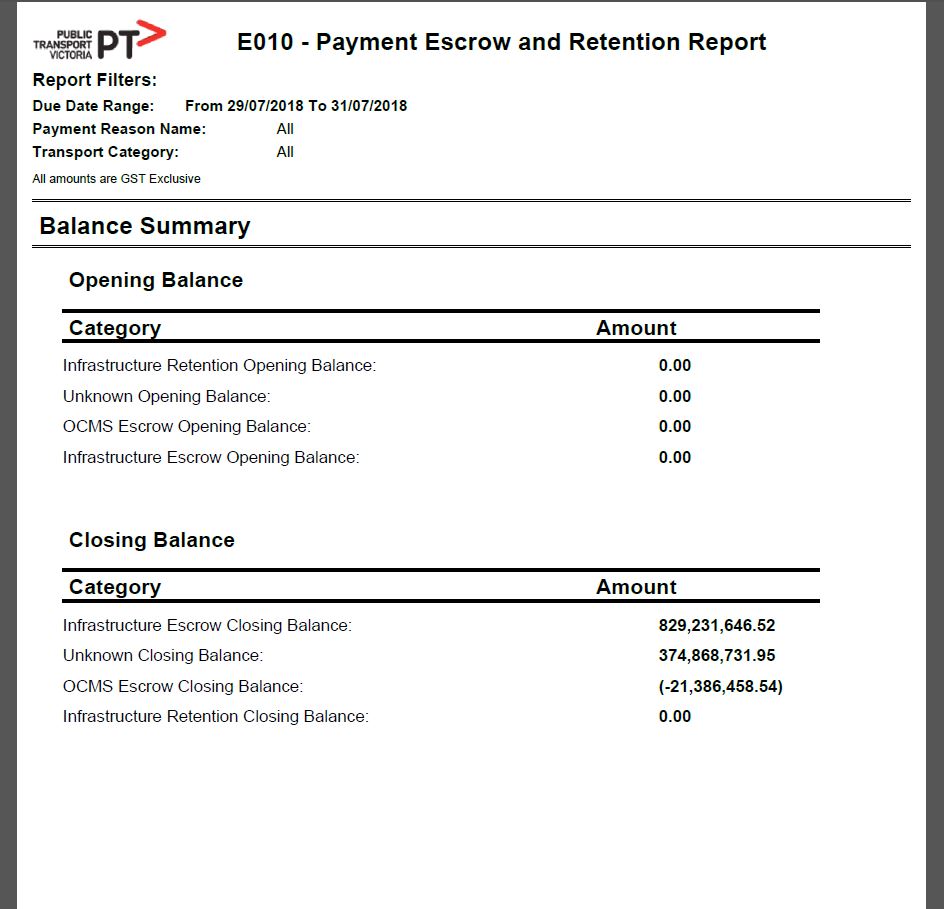 PUBLIC
TRANSPORT
VICTORIA
PT>
E010 - Payment Escrow and Retention Report
Report Filters:
Due Date Range: From 29/07/2018 To 31/07/2018
Payment Reason Name: All
Transport Category: All
All amounts are GST Exclusive
Balance Summary
Opening Balance
Category Amount
Infrastructure Retention Opening Balance: 0.00
Unknown Opening Balance: 0.00
OCMS Escrow Opening Balance: 0.00
Infrastructure Escrow Opening Balance: 0.00
Closing Balance
Category Amount
Infrastructure Escrow Closing Balance: 829,231,646.52
Unknown Closing Balance: 374,868,731.95
OCMS Escrow Closing Balance: (-21,386,458.54)
Infrastructure Retention Closing Balance: 0.00